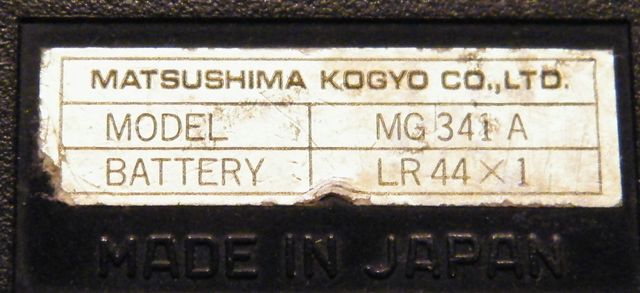 MATSUSHIMA KOGYO CO.,LTD.
MODEL MG 341 A
BATTERY LR 44 × 1
MADE IN JAPAN